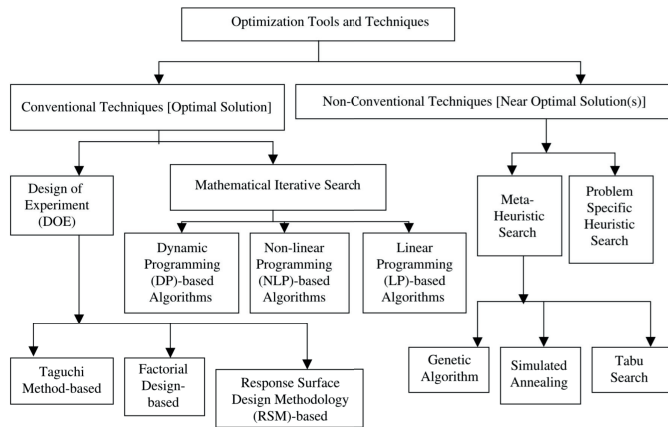 Optimization Tools and Techniques
Conventional Techniques [Optimal Solution]
Non-Conventional Techniques [Near Optimal Solution(s)]
Design of
Experiment
(DOE)
Mathematical Iterative Search
Meta-
Heuristic
Search
Problem
Specific
Heuristic
Search
Dynamic
Programming
(DP)-based
Algorithms
Non-linear
Programming
(NLP)-based
Algorithms
Linear
Programming
(LP)-based
Algorithms
Taguchi
Method-based
Factorial
Design-
based
Response Surface
Design Methodology
(RSM)-based
Genetic
Algorithm
Simulated
Annealing
Tabu
Search